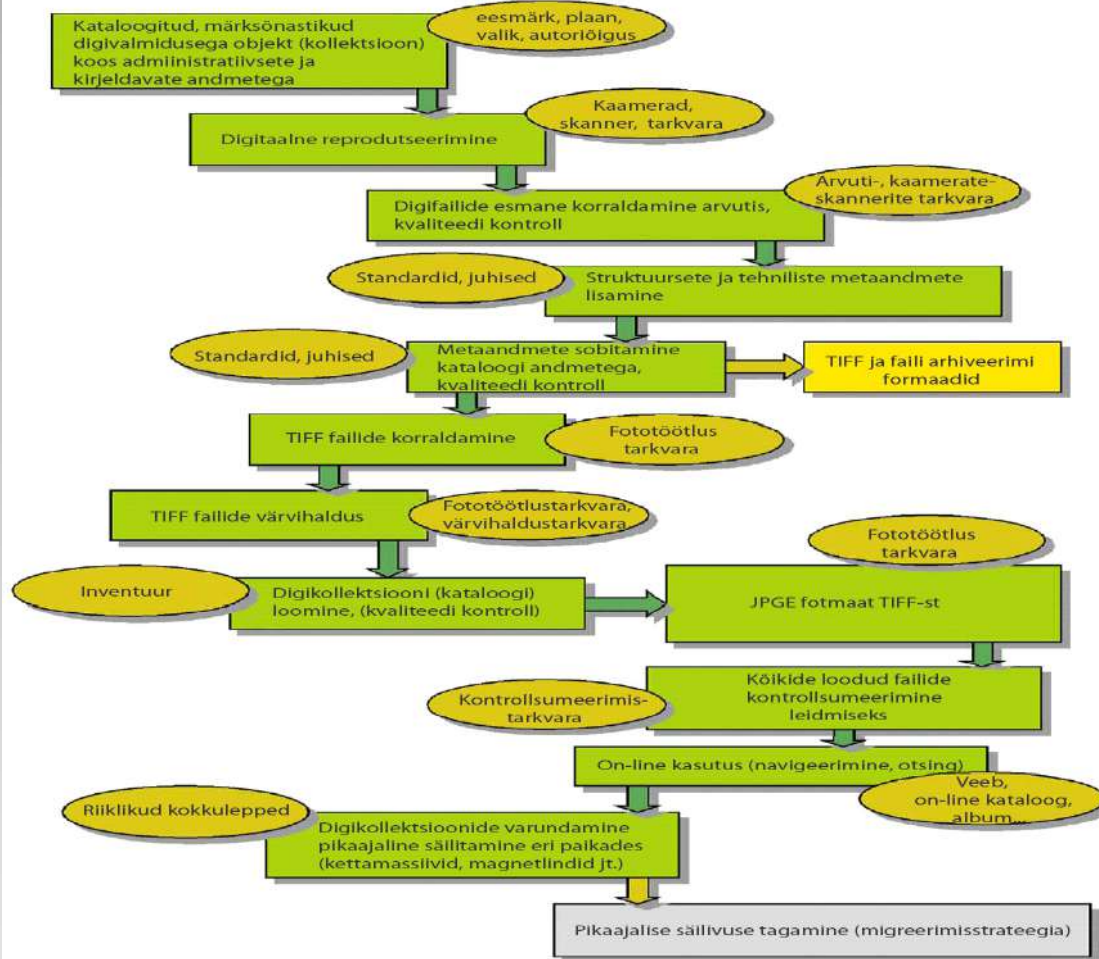 Kataloogitud, märksõnastikud
digivalmidusega objekt (kollektsioon)
koos admiinistratiivsete ja
kirjeldavate andmetega
eesmärk, plaan,
valik, autoriõigus
Digitaalne reprodutseerimine
Kaamerad,
skanner, tarkvara
Digifailide esmane korraldamine arvutis,
kvaliteedi kontroll
Arvuti-, kaamerate-
skannerite tarkvara
Standardid, juhised
Struktuursete ja tehniliste metaandmete
lisamine
Standardid, juhised
Metaandmete sobitamine
kataloogi andmetega,
kvaliteedi kontroll
TIFF ja faili arhiveerimi
formaadid
TIFF failide korraldamine
Fototöötlus
tarkvara
TIFF failide värvihaldus
Fototöötlustarkvara,
värvihaldustarkvara
Fototöötlus
tarkvara
Inventuur
Digikollektsiooni (kataloogi)
loomine, (kvaliteedi kontroll)
JPGE fotmaat TIFF-st
Kontrollsumeerimis-
tarkvara
Kõikide loodud failide
kontrollsumeerimine
leidmiseks
On-line kasutus (navigeerimine, otsing)
Veeb,
on-line kataloog,
album...
Riiklikud kokkulepped
Digikollektsioonide varundamine
pikaajaline säilitamine eri paikades
(kettamassiivid, magnetlindid jt.)
Pikaajalise säilivuse tagamine (migreerimisstrateegia)